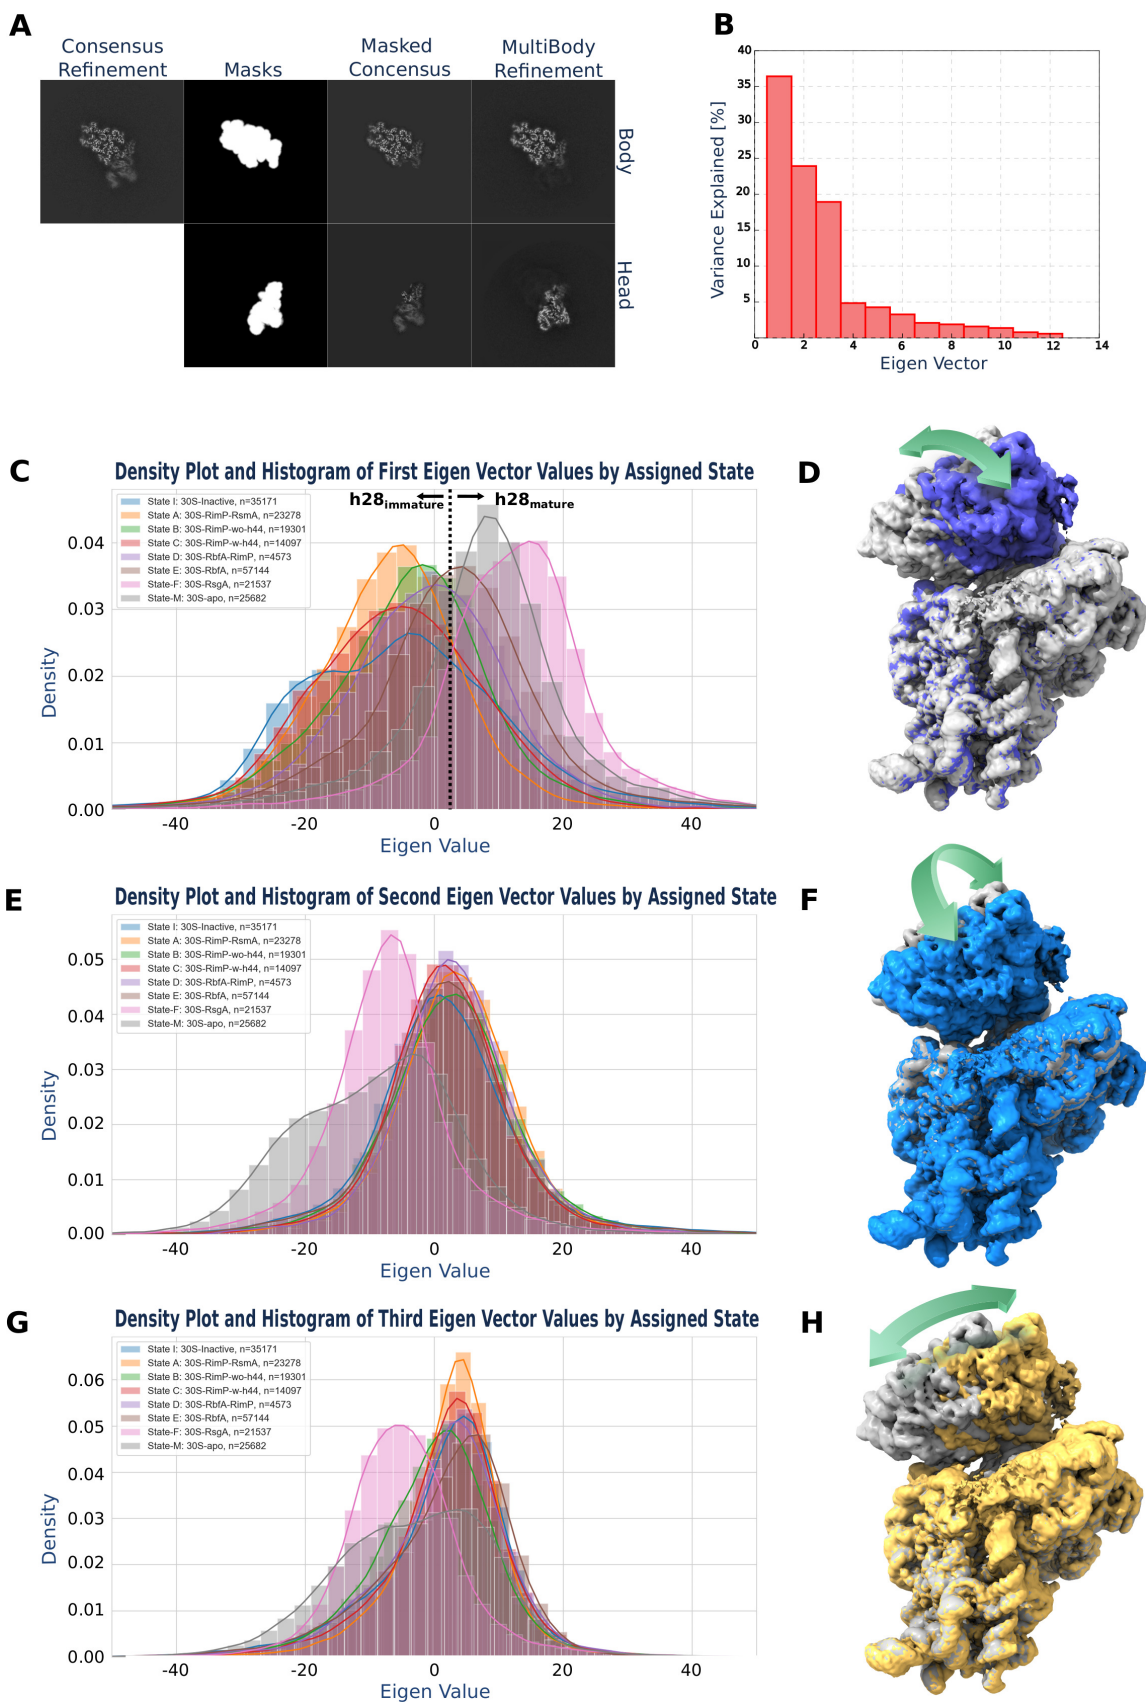 A
Consensus
Refinement
Masks
Masked
Concensus
MultiBody
Refinement
Body
Head
B
Variance Explained [%]
40
35
30
25
20
15
10
5
0 2 4 6 8 10 12 14
Eigen Vector
C
Density Plot and Histogram of First Eigen Vector Values by Assigned State
State I: 30S-Inactive, n=35171
State A: 30S-RimP-RsmA, n=23278
State B: 30S-RimP-wo-h44, n=19301
State C: 30S-RimP-w-h44, n=14097
State D: 30S-RbfA-RimP, n=4573
State E: 30S-RbfA, n=57144
State-F: 30S-RsgA, n=21537
State-M: 30S-apo, n=25682
h28immature
h28mature
Density
0.04
0.03
0.02
0.01
0.00
-40 -20 0 20 40
Eigen Value
D
E
Density Plot and Histogram of Second Eigen Vector Values by Assigned State
State I: 30S-Inactive, n=35171
State A: 30S-RimP-RsmA, n=23278
State B: 30S-RimP-wo-h44, n=19301
State C: 30S-RimP-w-h44, n=14097
State D: 30S-RbfA-RimP, n=4573
State E: 30S-RbfA, n=57144
State-F: 30S-RsgA, n=21537
State-M: 30S-apo, n=25682
Density
0.05
0.04
0.03
0.02
0.01
0.00
-40 -20 0 20 40
Eigen Value
F
G
Density Plot and Histogram of Third Eigen Vector Values by Assigned State
State I: 30S-Inactive, n=35171
State A: 30S-RimP-RsmA, n=23278
State B: 30S-RimP-wo-h44, n=19301
State C: 30S-RimP-w-h44, n=14097
State D: 30S-RbfA-RimP, n=4573
State E: 30S-RbfA, n=57144
State-F: 30S-RsgA, n=21537
State-M: 30S-apo, n=25682
Density
0.06
0.05
0.04
0.03
0.02
0.01
0.00
-40 -20 0 20 40
Eigen Value
H